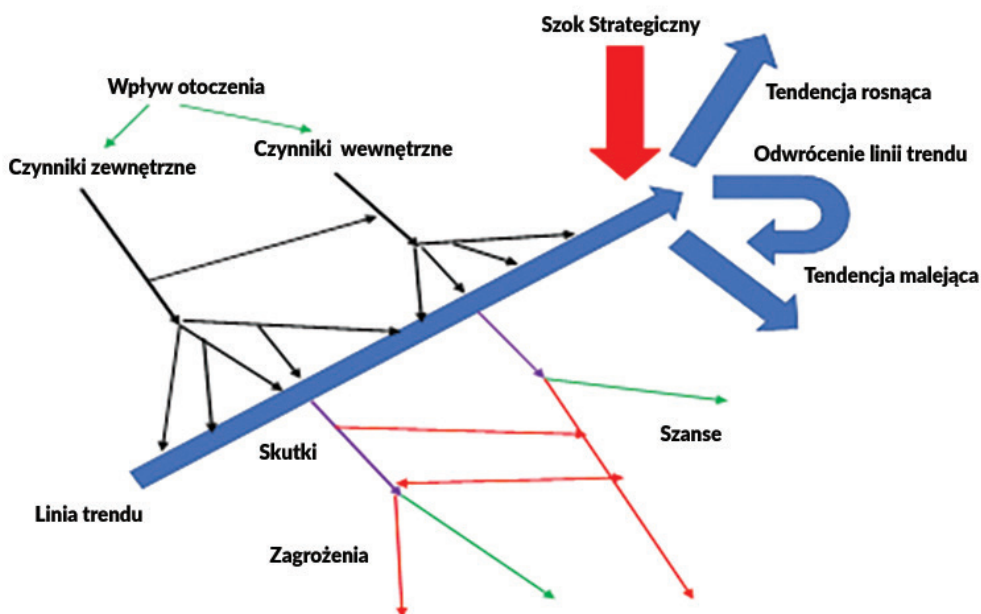 Szok Strategiczny
Wpływ otoczenia
Tendencja rosnąca
Czynniki zewnętrzne
Czynniki wewnętrzne
Odwrócenie linii trendu
Tendencja malejąca
Skutki
Szanse
Linia trendu
Zagrożenia